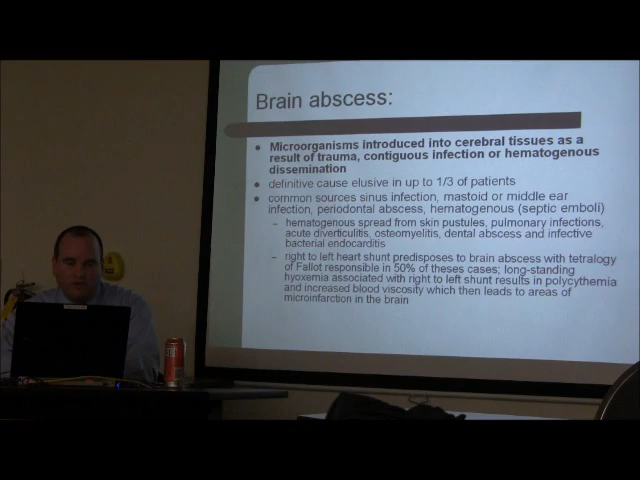 Brain abscess:
Microorganisms introduced into cerebral tissues as a
result of trauma, contiguous infection or hematogenous
dissemination
definitive cause elusive in up to 1/3 of patients
common sources sinus infection, mastoid or middle ear
infection, periodontal abscess, hematogenous (septic emboli)
– hematogenous spread from skin pustules, pulmonary infections,
acute diverticulitis, osteomyelitis, dental abscess and infective
bacterial endocarditis
– right to left heart shunt predisposes to brain abscess with tetralogy
of Fallot responsible in 50% of theses cases; long-standing
hyoxemia associated with right to left shunt results in polycythemia
and increased blood viscosity which then leads to areas of
microinfarction in the brain